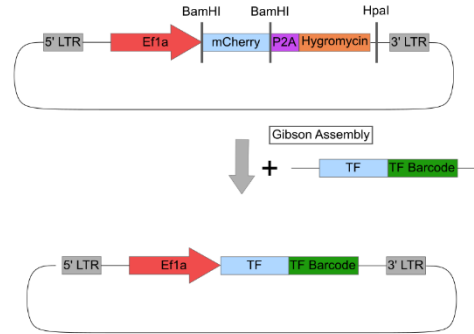 BamHI BamHI HpaI
5' LTR Ef1a mCherry P2A Hygromycin 3' LTR
Gibson Assembly
+
TF TF Barcode
5' LTR Ef1a TF TF Barcode 3' LTR